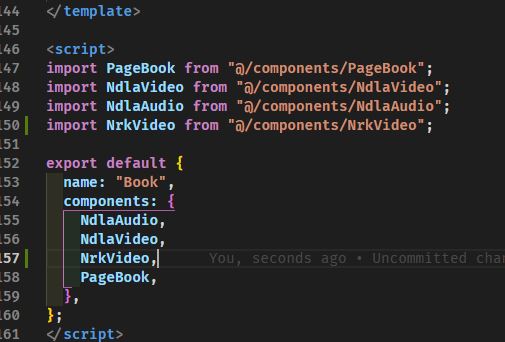 144 </template>
145
146 <script>
147 import PageBook from "@/components/PageBook";
148 import NdlaVideo from "@/components/NdlaVideo";
149 import NdlaAudio from "@/components/NdlaAudio";
150 import NrkVideo from "@/components/NrkVideo";
151
152 export default {
153   name: "Book",
154   components: {
155     NdlaAudio,
156     NdlaVideo,
157     NrkVideo, You, seconds ago • Uncommitted
158     PageBook,
159   },
160 };
161 </script>